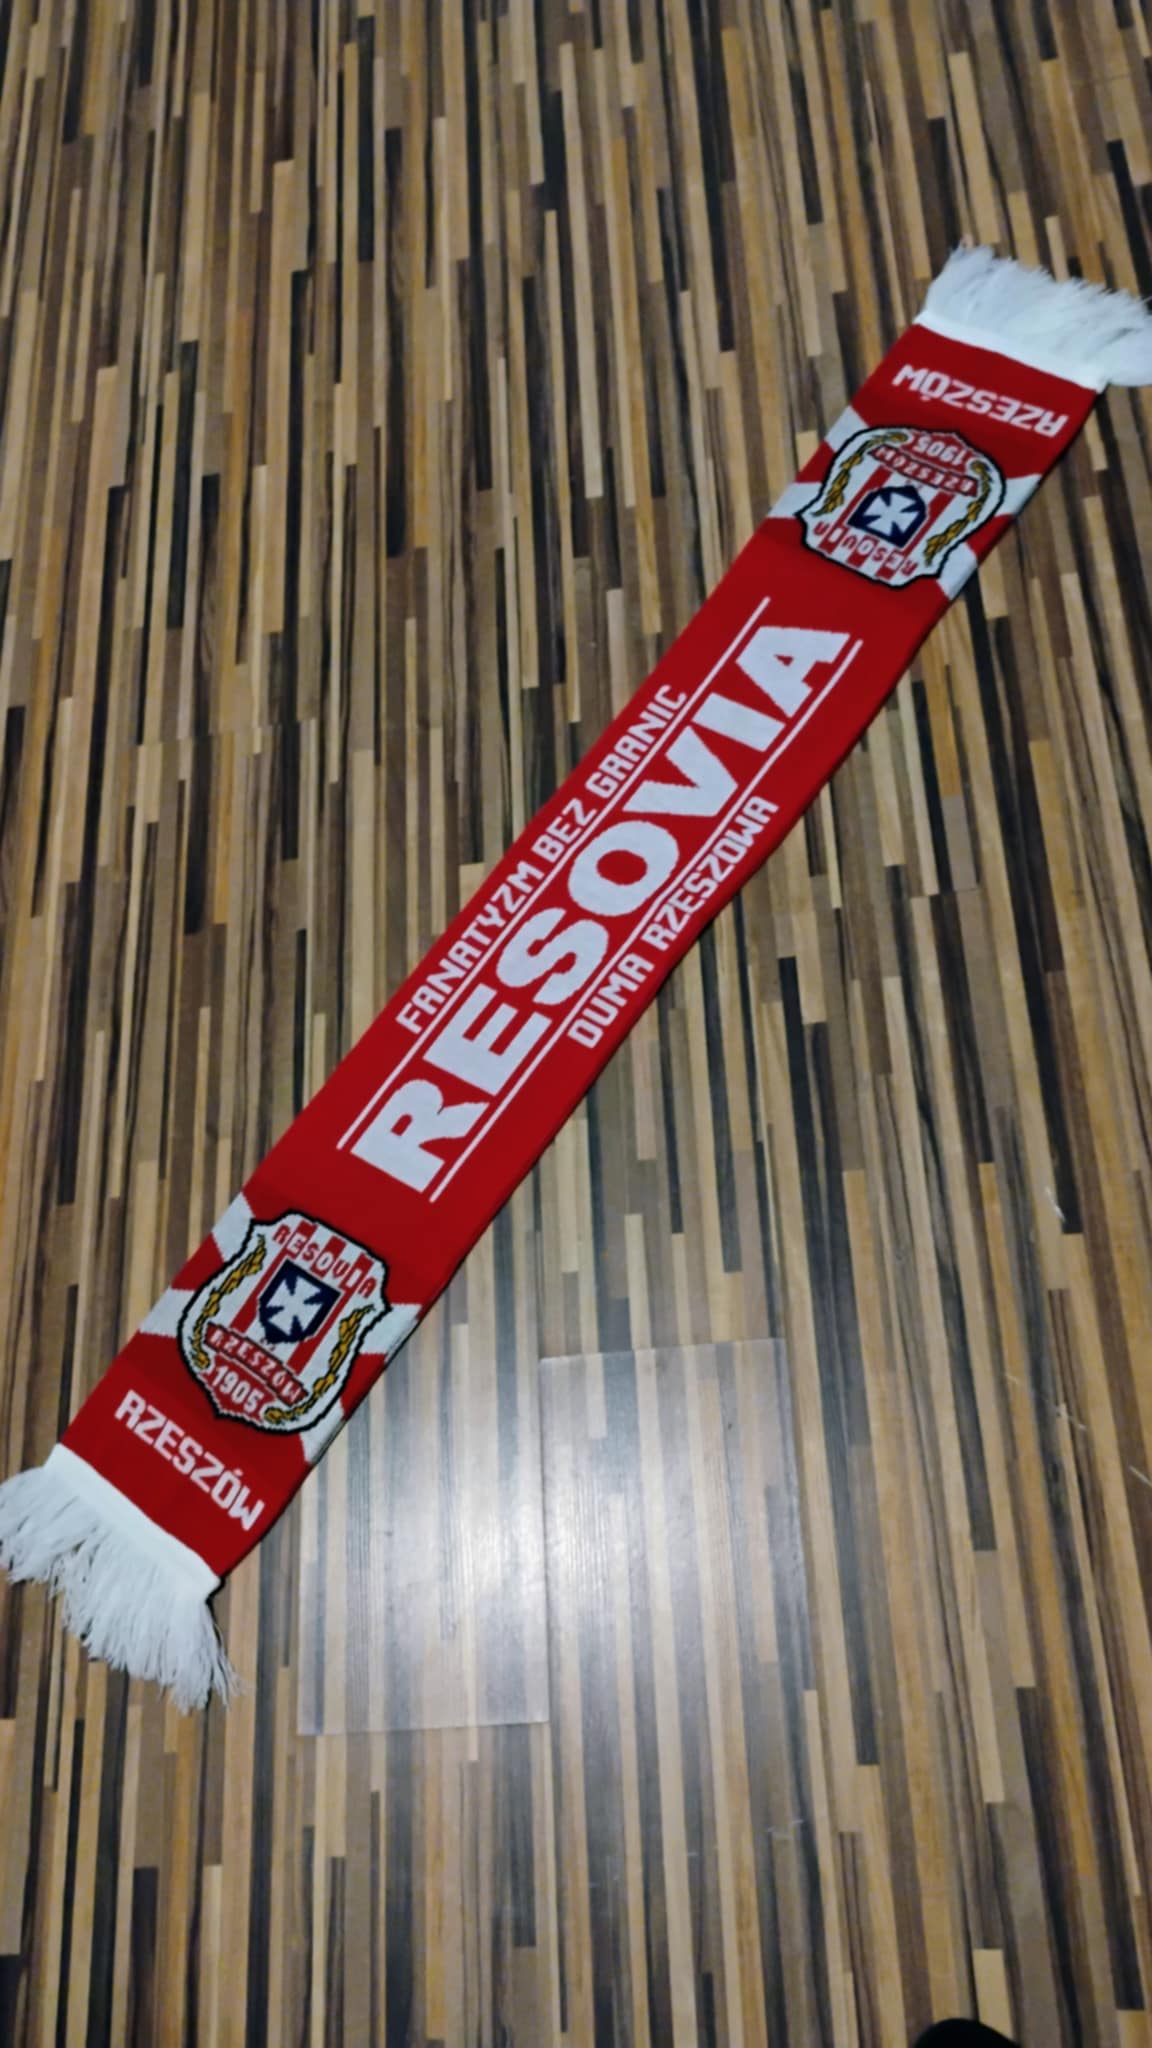 RZESZÓW
1905
RZESZÓW
RESOVIA
FANATYZM BEZ GRANIC
RESOVIA
DUMA RZESZOWA
RESOVIA
RZESZÓW
1905
RZESZÓW